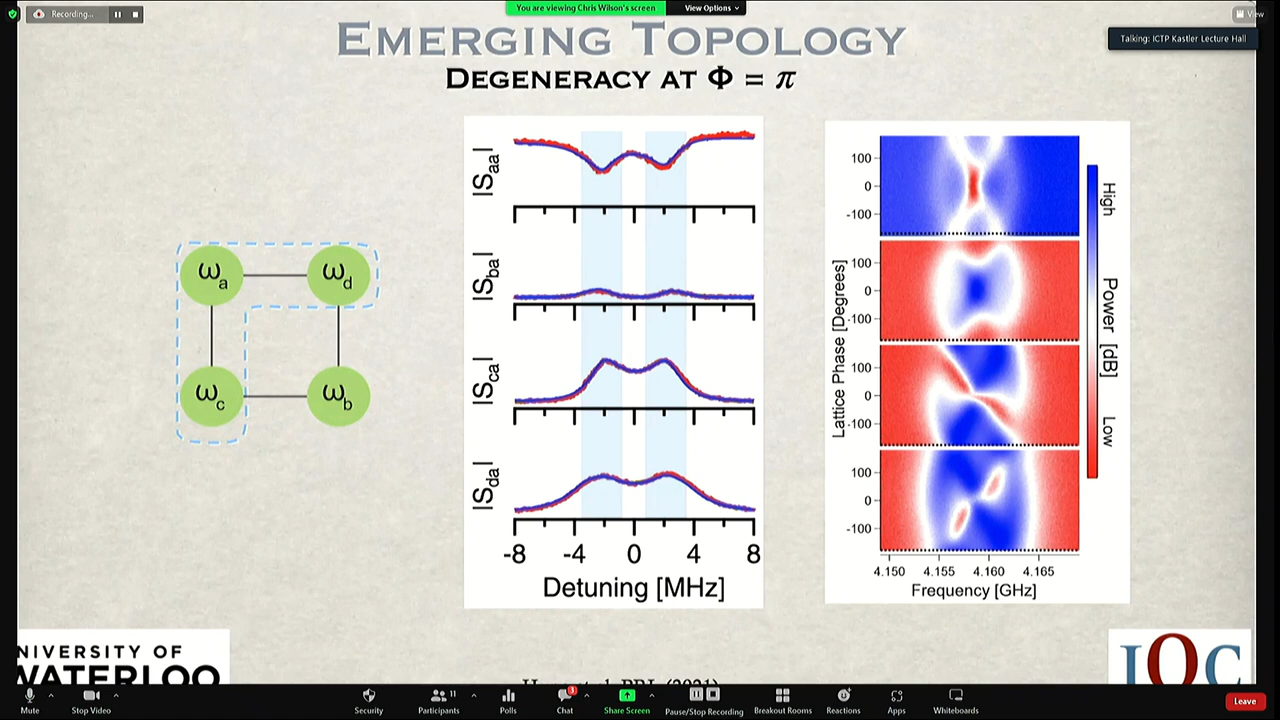 Recording...
You are viewing Chris Wilson's screen
View Options
View
Talking: ICTP Kastler Lecture Hall
EMERGING TOPOLOGY
DEGENERACY AT Φ = π
ωa
ωd
ωc
ωb
|Saa|
|Sba|
|Sca|
|Sda|
-8 -4 0 4 8
Detuning [MHz]
Lattice Phase [Degrees]
100
0
-100
100
0
-100
100
0
-100
100
0
-100
4.150 4.155 4.160 4.165
Frequency [GHz]
High
Power [dB]
Low
NIVERSITY OF
WATERLOO
PRL (2021)
IQC
Mute
Stop Video
Security
Participants 11
Polls
Chat 3
Share Screen
Pause/Stop Recording
Breakout Rooms
Reactions
Apps
Whiteboards
Leave